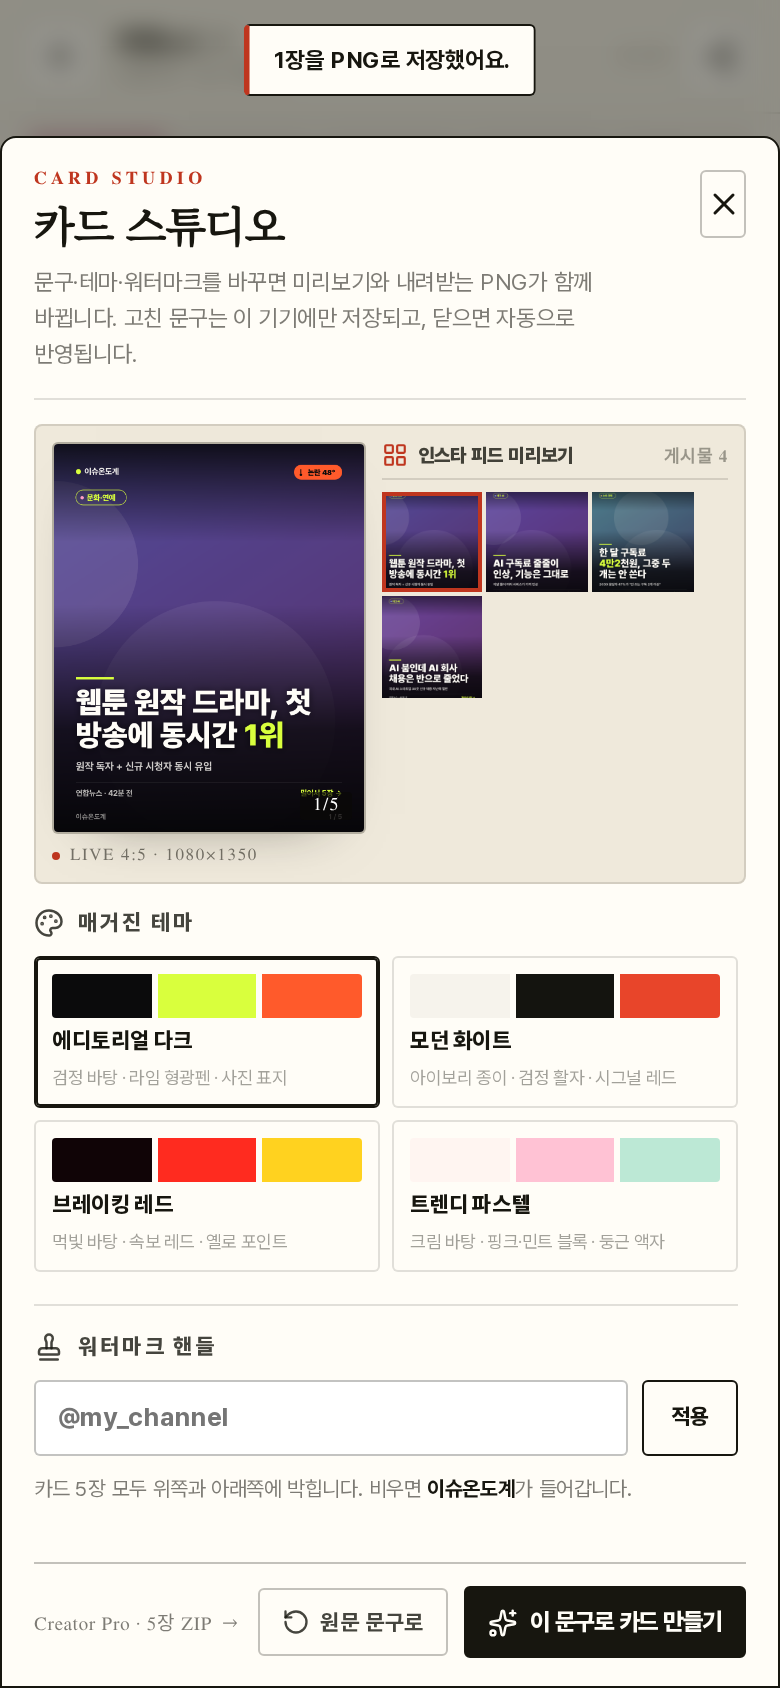 1장을 PNG로 저장했어요.
CARD STUDIO
카드 스튜디오
문구·테마·워터마크를 바꾸면 미리보기와 내려받는 PNG가 함께
바뀝니다. 고친 문구는 이 기기에만 저장되고, 닫으면 자동으로
반영됩니다.
이슈온도계
논란 48°
문화·연예
웹툰 원작 드라마, 첫
방송에 동시간 1위
원작 독자 + 신규 시청자 동시 유입
연합뉴스 · 42분 전
1/5
이슈온도계
LIVE 4:5 · 1080×1350
인스타 피드 미리보기
게시물 4
웹툰 원작 드라마, 첫
방송에 동시간 1위
AI 구독료 줄줄이
인상, 기능은 그대로
한 달 구독료
4만2천원, 그중 두
개는 안 쓴다
AI 붐인데 AI 회사
채용은 반으로 줄었다
매거진 테마
에디토리얼 다크
검정 바탕 · 라임 형광펜 · 사진 표지
모던 화이트
아이보리 종이 · 검정 활자 · 시그널 레드
브레이킹 레드
먹빛 바탕 · 속보 레드 · 옐로 포인트
트렌디 파스텔
크림 바탕 · 핑크·민트 블록 · 둥근 액자
워터마크 핸들
@my_channel
적용
카드 5장 모두 위쪽과 아래쪽에 박힙니다. 비우면 이슈온도계가 들어갑니다.
Creator Pro · 5장 ZIP →
원문 문구로
이 문구로 카드 만들기